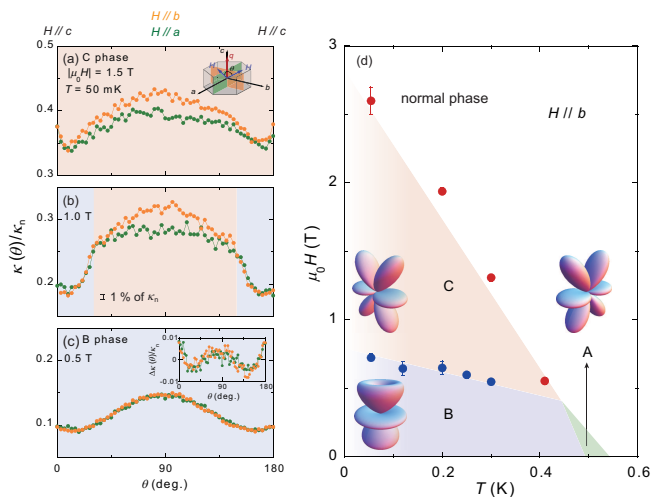 H // c
H // b
H // a
H // c
(a) C phase
|μ₀H| = 1.5 T
T = 50 mK
c
q
θ
H
H
a
b
0.5
0.4
0.3
(b)
1.0 T
1 % of κn
0.3
0.2
κ (θ)/κn
(c) B phase
0.5 T
0.2
0.1
0.01
0
-0.01
Δκ (θ)/κn
0 90 180
θ (deg.)
0 90 180
θ (deg.)
(d)
normal phase
H // b
C
A
B
3
2
1
0
μ₀H (T)
0 0.2 0.4 0.6
T (K)